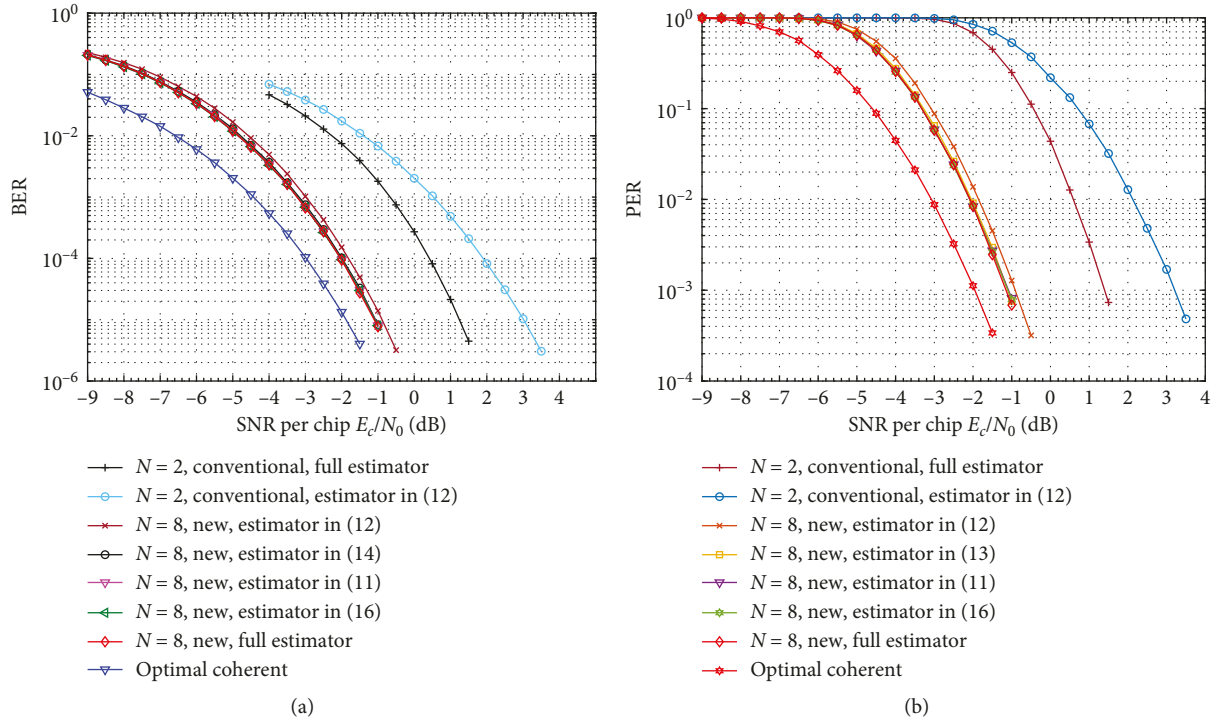 10^0
10^-2
10^-4
10^-6
BER
–9 –8 –7 –6 –5 –4 –3 –2 –1 0 1 2 3 4
SNR per chip E_c/N_0 (dB)
N = 2, conventional, full estimator
N = 2, conventional, estimator in (12)
N = 8, new, estimator in (12)
N = 8, new, estimator in (14)
N = 8, new, estimator in (11)
N = 8, new, estimator in (16)
N = 8, new, full estimator
Optimal coherent
(a)
10^0
10^-1
10^-2
10^-3
10^-4
PER
–9 –8 –7 –6 –5 –4 –3 –2 –1 0 1 2 3 4
SNR per chip E_c/N_0 (dB)
N = 2, conventional, full estimator
N = 2, conventional, estimator in (12)
N = 8, new, estimator in (12)
N = 8, new, estimator in (13)
N = 8, new, estimator in (11)
N = 8, new, estimator in (16)
N = 8, new, full estimator
Optimal coherent
(b)